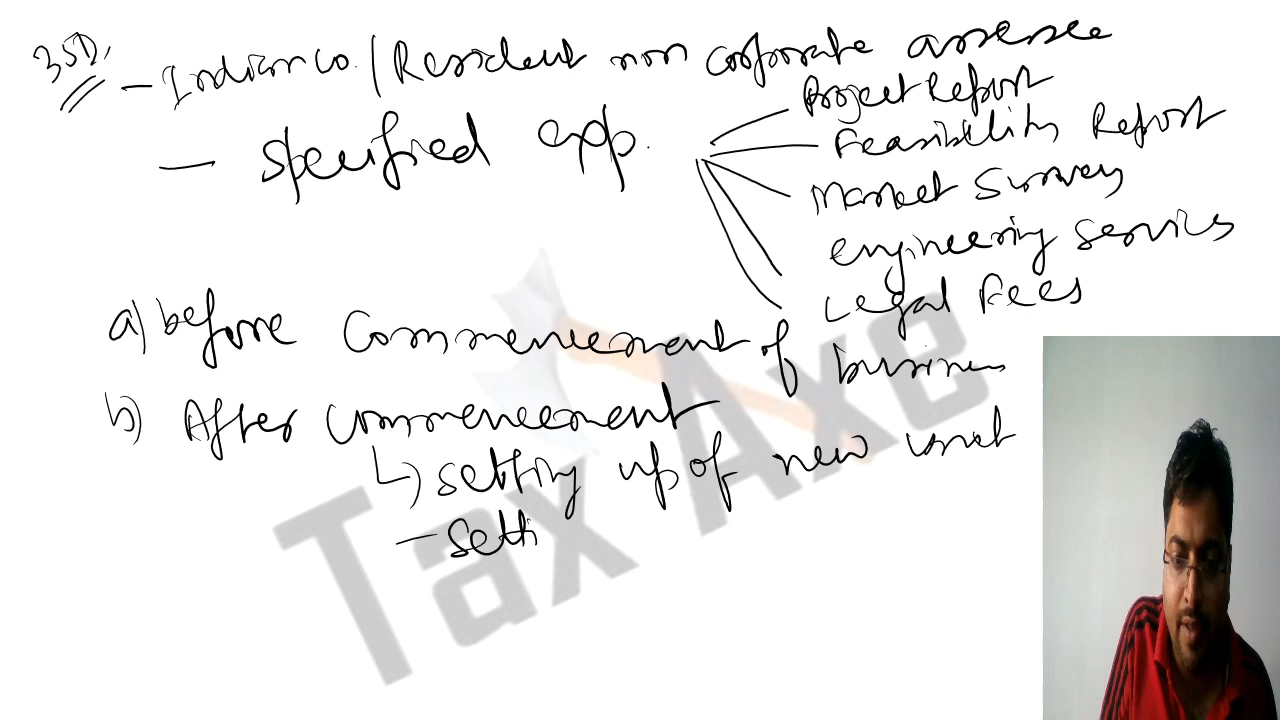 35D.
- Indian co. / Resident non corporate assessee
- specified exp.
Project Report
Feasibility Report
Market Survey
engineering services
Legal Fees
a) before Commencement of business
b) After Commencement
↳ setting up of new unit
- Setti
Tax Axe